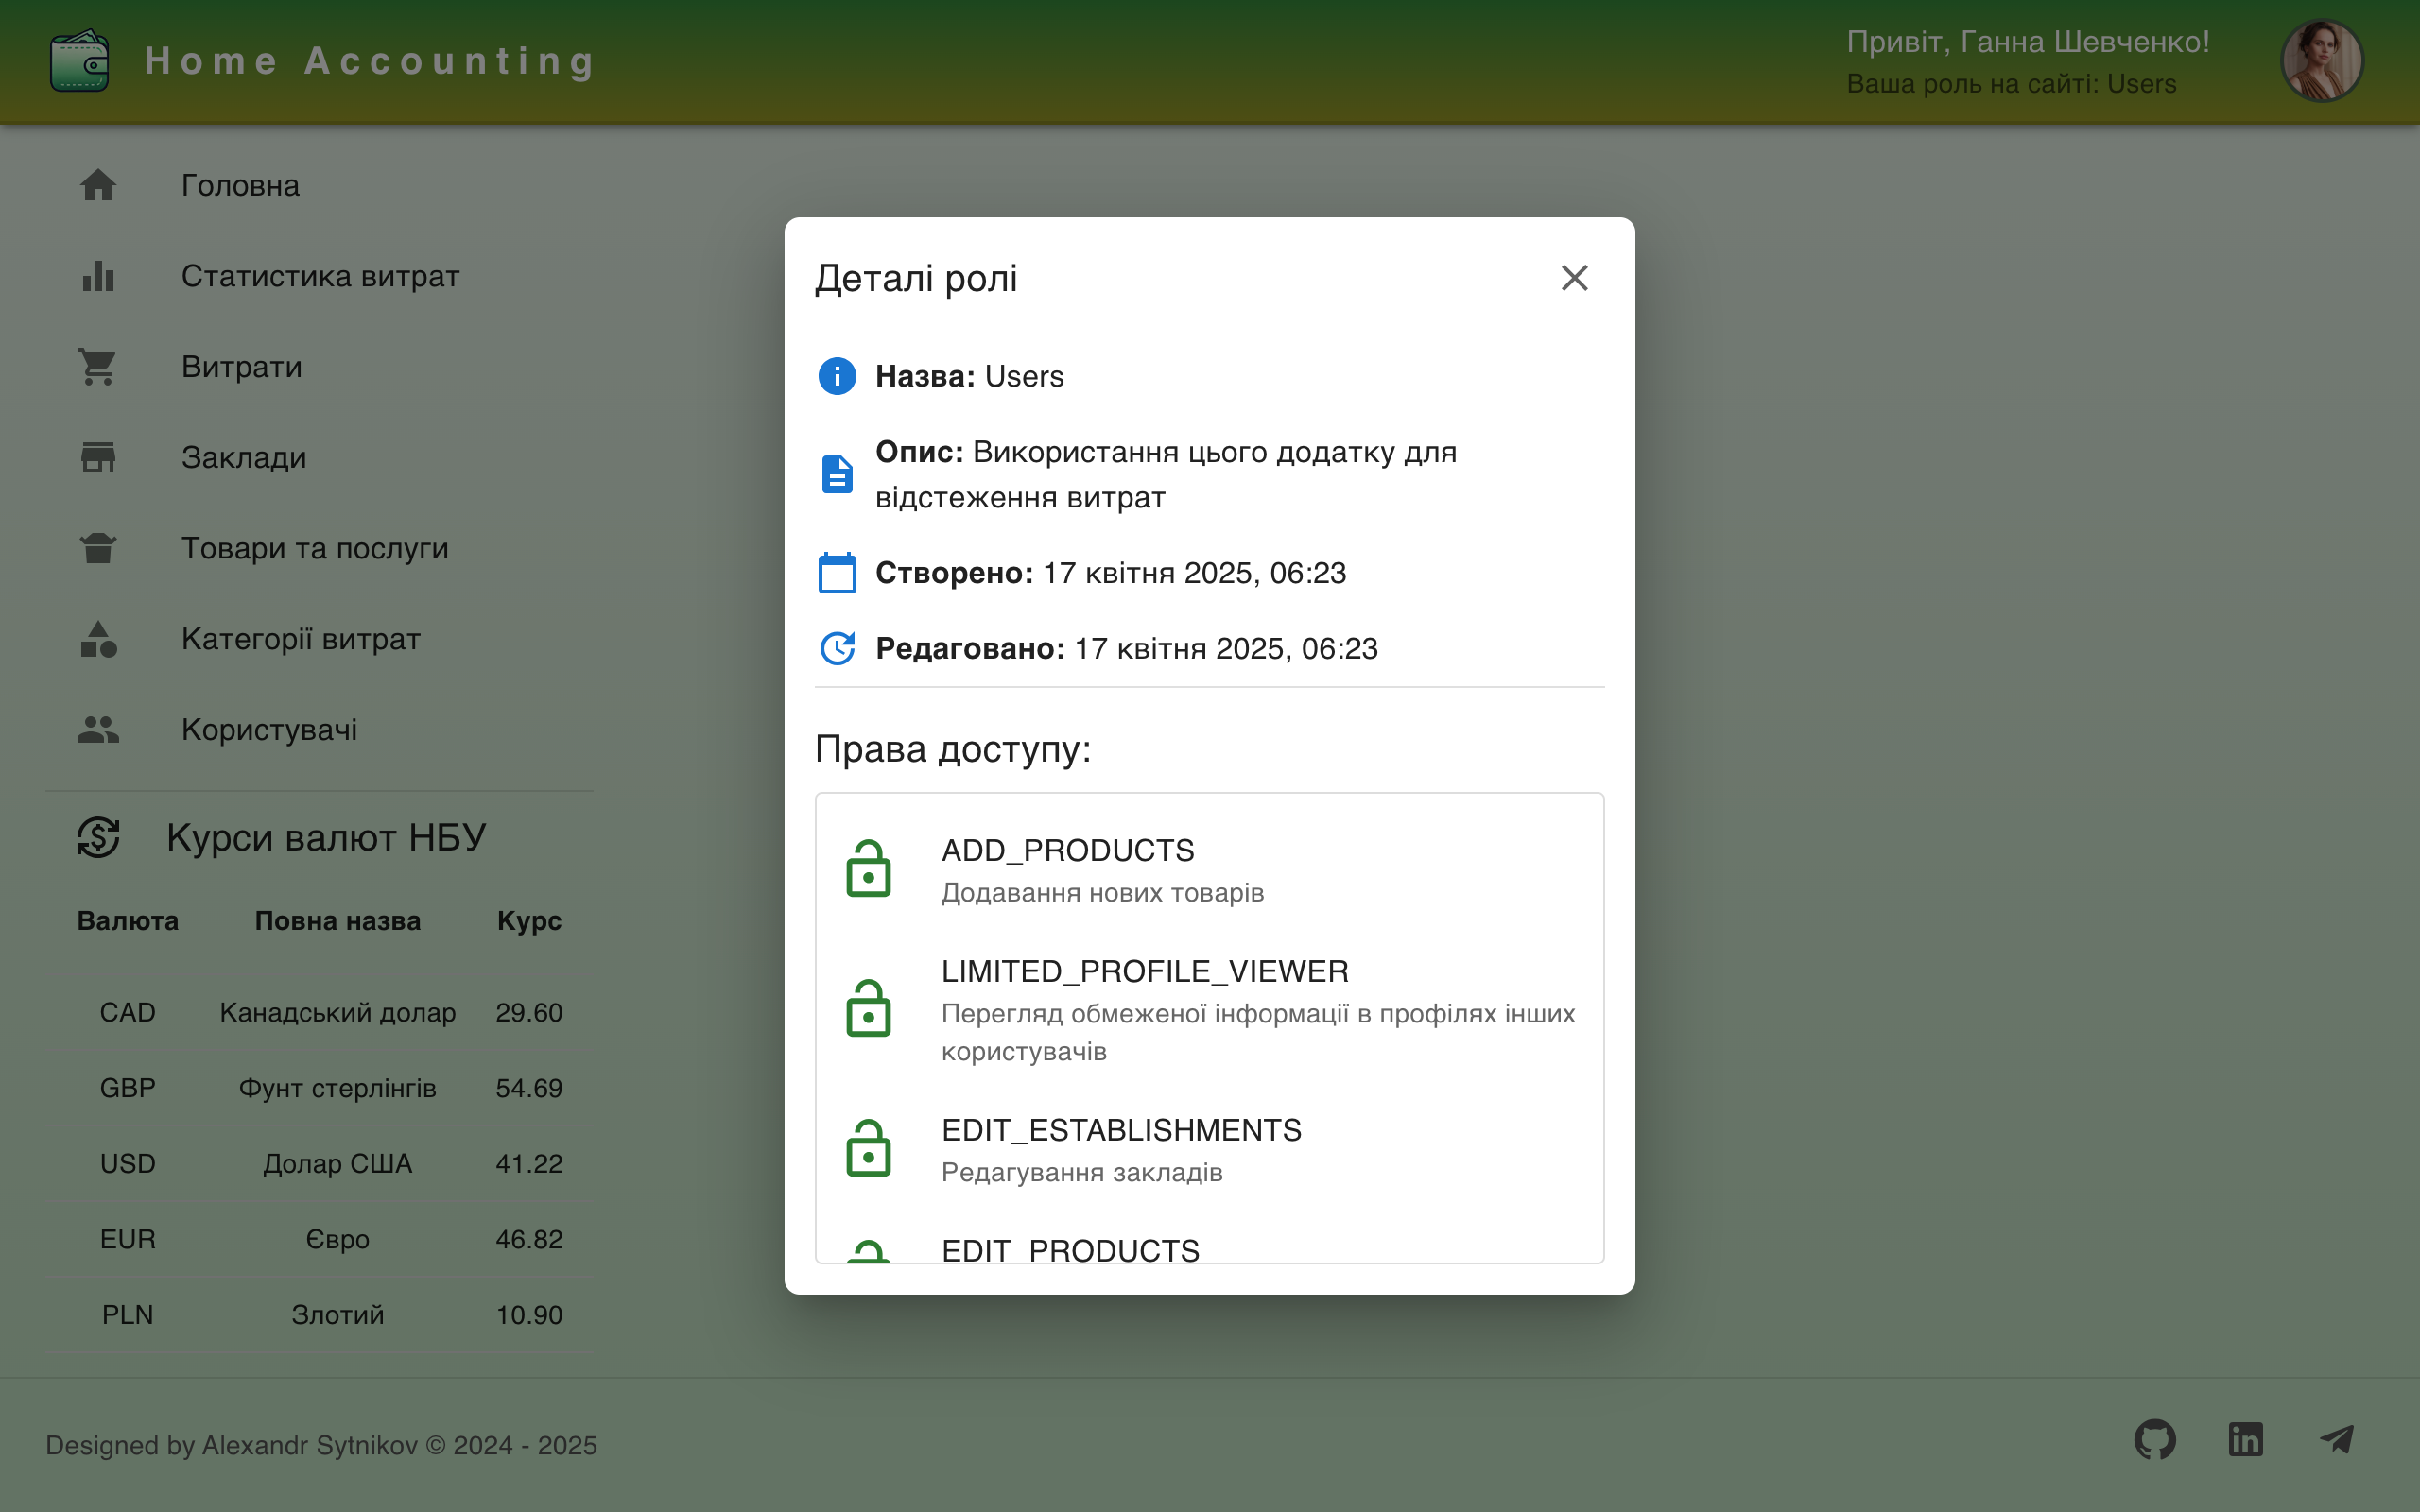 Home Accounting
Привіт, Ганна Шевченко!
Ваша роль на сайті: Users
Головна
Статистика витрат
Витрати
Заклади
Товари та послуги
Категорії витрат
Користувачі
Курси валют НБУ
Валюта Повна назва Курс
CAD Канадський долар 29.60
GBP Фунт стерлінгів 54.69
USD Долар США 41.22
EUR Євро 46.82
PLN Злотий 10.90
Деталі ролі
Назва: Users
Опис: Використання цього додатку для
відстеження витрат
Створено: 17 квітня 2025, 06:23
Редаговано: 17 квітня 2025, 06:23
Права доступу:
ADD_PRODUCTS
Додавання нових товарів
LIMITED_PROFILE_VIEWER
Перегляд обмеженої інформації в профілях інших
користувачів
EDIT_ESTABLISHMENTS
Редагування закладів
EDIT_PRODUCTS
Designed by Alexandr Sytnikov © 2024 - 2025